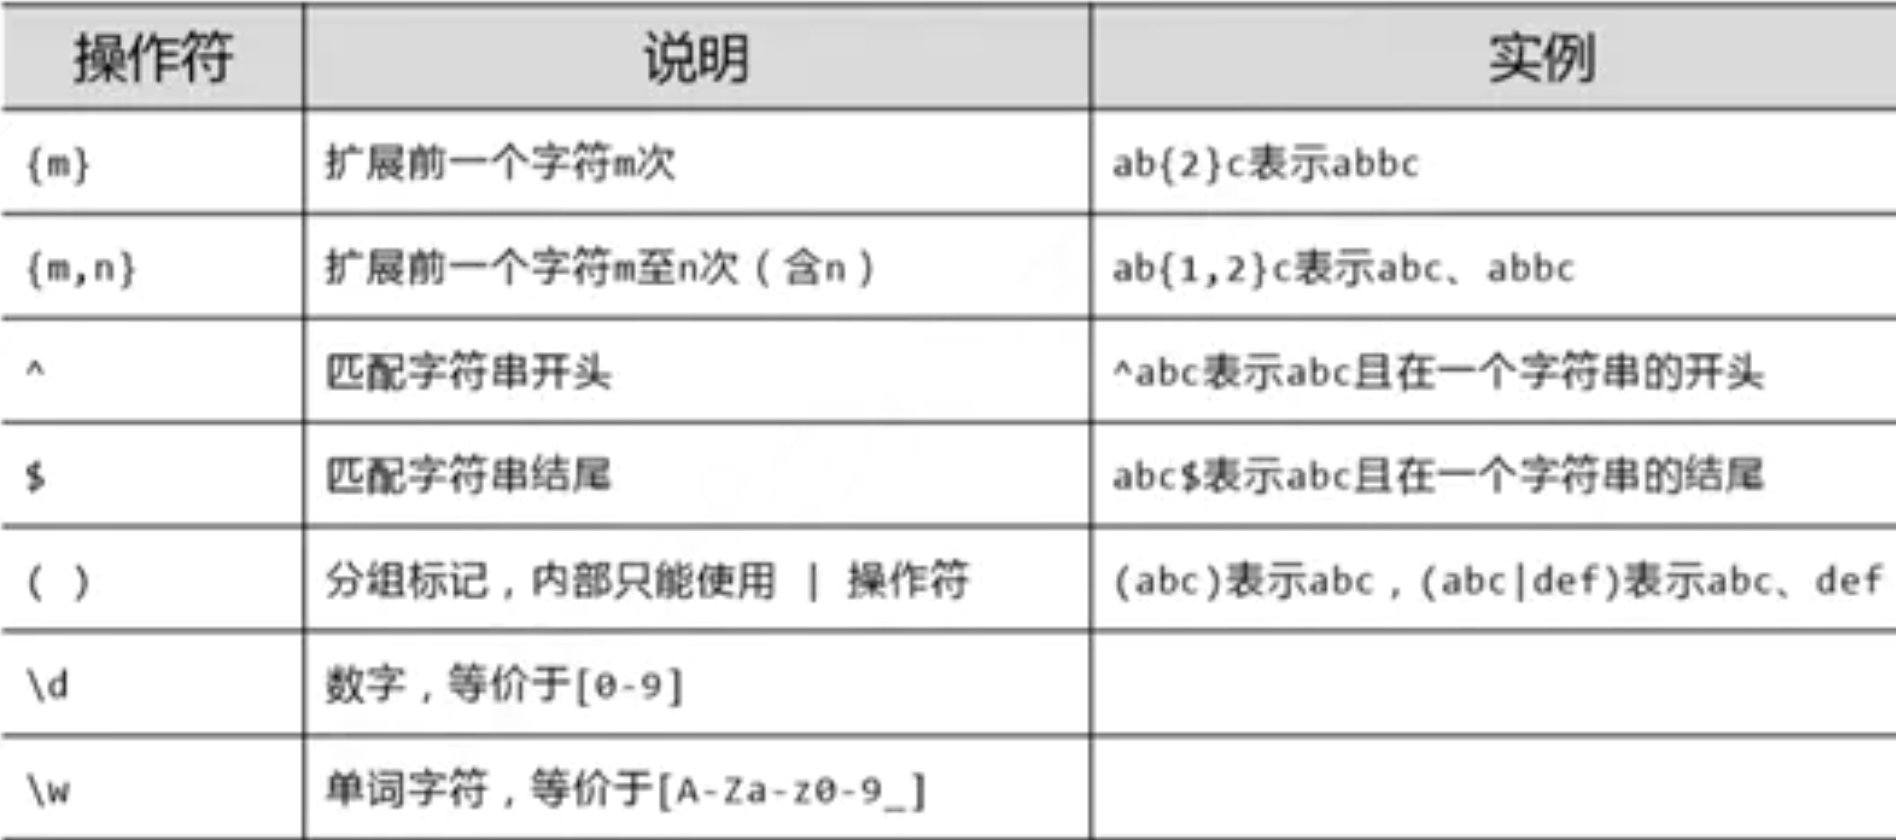 操作符 说明 实例
{m} 扩展前一个字符m次 ab{2}c表示abbc
{m,n} 扩展前一个字符m至n次（含n） ab{1,2}c表示abc、abbc
^ 匹配字符串开头 ^abc表示abc且在一个字符串的开头
$ 匹配字符串结尾 abc$表示abc且在一个字符串的结尾
( ) 分组标记，内部只能使用 | 操作符 (abc)表示abc，(abc|def)表示abc、def
\d 数字，等价于[0-9]
\w 单词字符，等价于[A-Za-z0-9_]